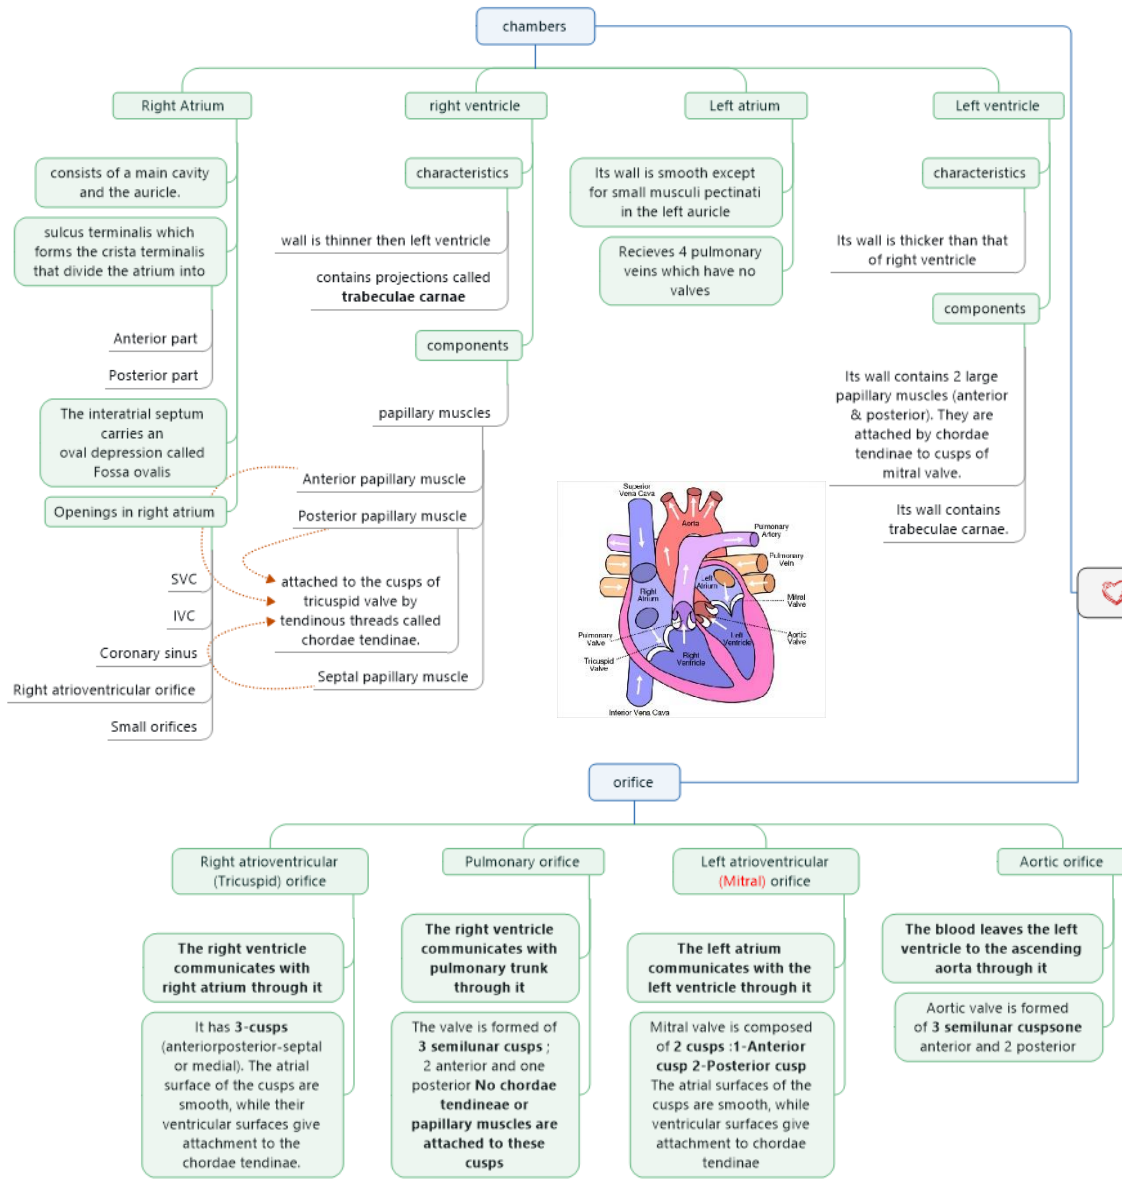 chambers
Right Atrium
consists of a main cavity
and the auricle.
sulcus terminalis which
forms the crista terminalis
that divide the atrium into
Anterior part
Posterior part
The interatrial septum
carries an
oval depression called
Fossa ovalis
Openings in right atrium
SVC
IVC
Coronary sinus
Right atrioventricular orifice
Small orifices
right ventricle
characteristics
wall is thinner then left ventricle
contains projections called
trabeculae carnae
components
papillary muscles
Anterior papillary muscle
Posterior papillary muscle
attached to the cusps of
tricuspid valve by
tendinous threads called
chordae tendinae.
Septal papillary muscle
Left atrium
Its wall is smooth except
for small musculi pectinati
in the left auricle
Recieves 4 pulmonary
veins which have no
valves
Left ventricle
characteristics
Its wall is thicker than that
of right ventricle
components
Its wall contains 2 large
papillary muscles (anterior
& posterior). They are
attached by chordae
tendinae to cusps of
mitral valve.
Its wall contains
trabeculae carnae.
Superior
Vena Cava
Aorta
Pulmonary
Artery
Pulmonary
Vein
Left
Atrium
Right
Atrium
Mitral
Valve
Pulmonary
Valve
Aortic
Valve
Left
Ventricle
Tricuspid
Valve
Right
Ventricle
Inferior Vena Cava
orifice
Right atrioventricular
(Tricuspid) orifice
The right ventricle
communicates with
right atrium through it
It has 3-cusps
(anteriorposterior-septal
or medial). The atrial
surface of the cusps are
smooth, while their
ventricular surfaces give
attachment to the
chordae tendinae.
Pulmonary orifice
The right ventricle
communicates with
pulmonary trunk
through it
The valve is formed of
3 semilunar cusps ;
2 anterior and one
posterior No chordae
tendineae or
papillary muscles are
attached to these
cusps
Left atrioventricular
(Mitral) orifice
The left atrium
communicates with the
left ventricle through it
Mitral valve is composed
of 2 cusps :1-Anterior
cusp 2-Posterior cusp
The atrial surfaces of the
cusps are smooth, while
ventricular surfaces give
attachment to chordae
tendinae
Aortic orifice
The blood leaves the left
ventricle to the ascending
aorta through it
Aortic valve is formed
of 3 semilunar cuspsone
anterior and 2 posterior